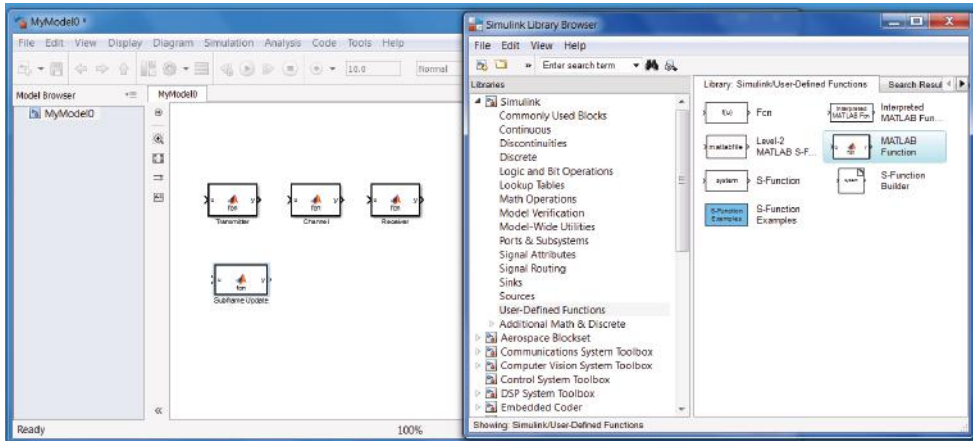 MyModel0 *
File Edit View Display Diagram Simulation Analysis Code Tools Help
10.0 Normal
Model Browser
MyModel0
MyModel0
u fcn y
Transmitter
u fcn y
Channel
u fcn y
Receiver
u fcn y
Subframe Update
Ready
100%
Simulink Library Browser
File Edit View Help
» Enter search term
Libraries
Simulink
Commonly Used Blocks
Continuous
Discontinuities
Discrete
Logic and Bit Operations
Lookup Tables
Math Operations
Model Verification
Model-Wide Utilities
Ports & Subsystems
Signal Attributes
Signal Routing
Sinks
Sources
User-Defined Functions
Additional Math & Discrete
Aerospace Blockset
Communications System Toolbox
Computer Vision System Toolbox
Control System Toolbox
DSP System Toolbox
Embedded Coder
Library: Simulink/User-Defined Functions
Search Resul
f(u)
Fcn
Interpreted MATLAB Fcn
Interpreted MATLAB Fun...
matlabfile
Level-2 MATLAB S-F...
MATLAB Function
system
S-Function
S-Function Builder
S-Function Examples
S-Function Examples
Showing: Simulink/User-Defined Functions